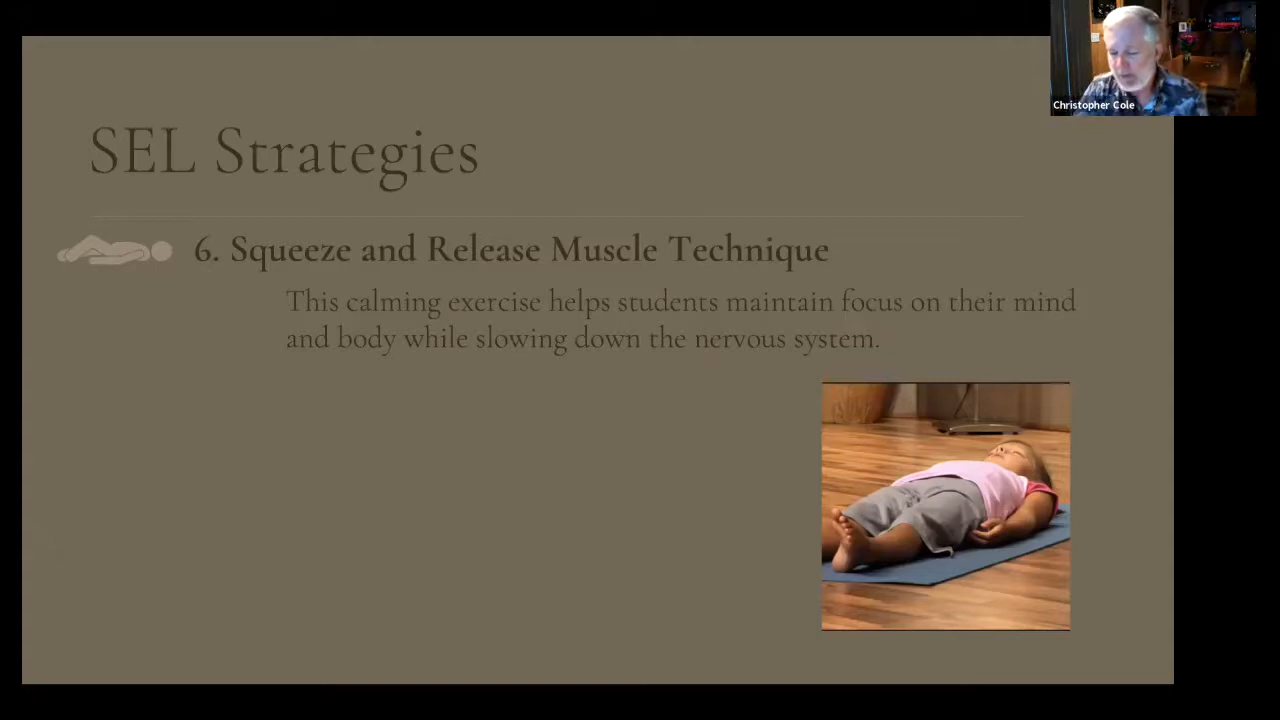 Christopher Cole
SEL Strategies
6. Squeeze and Release Muscle Technique
This calming exercise helps students maintain focus on their mind
and body while slowing down the nervous system.